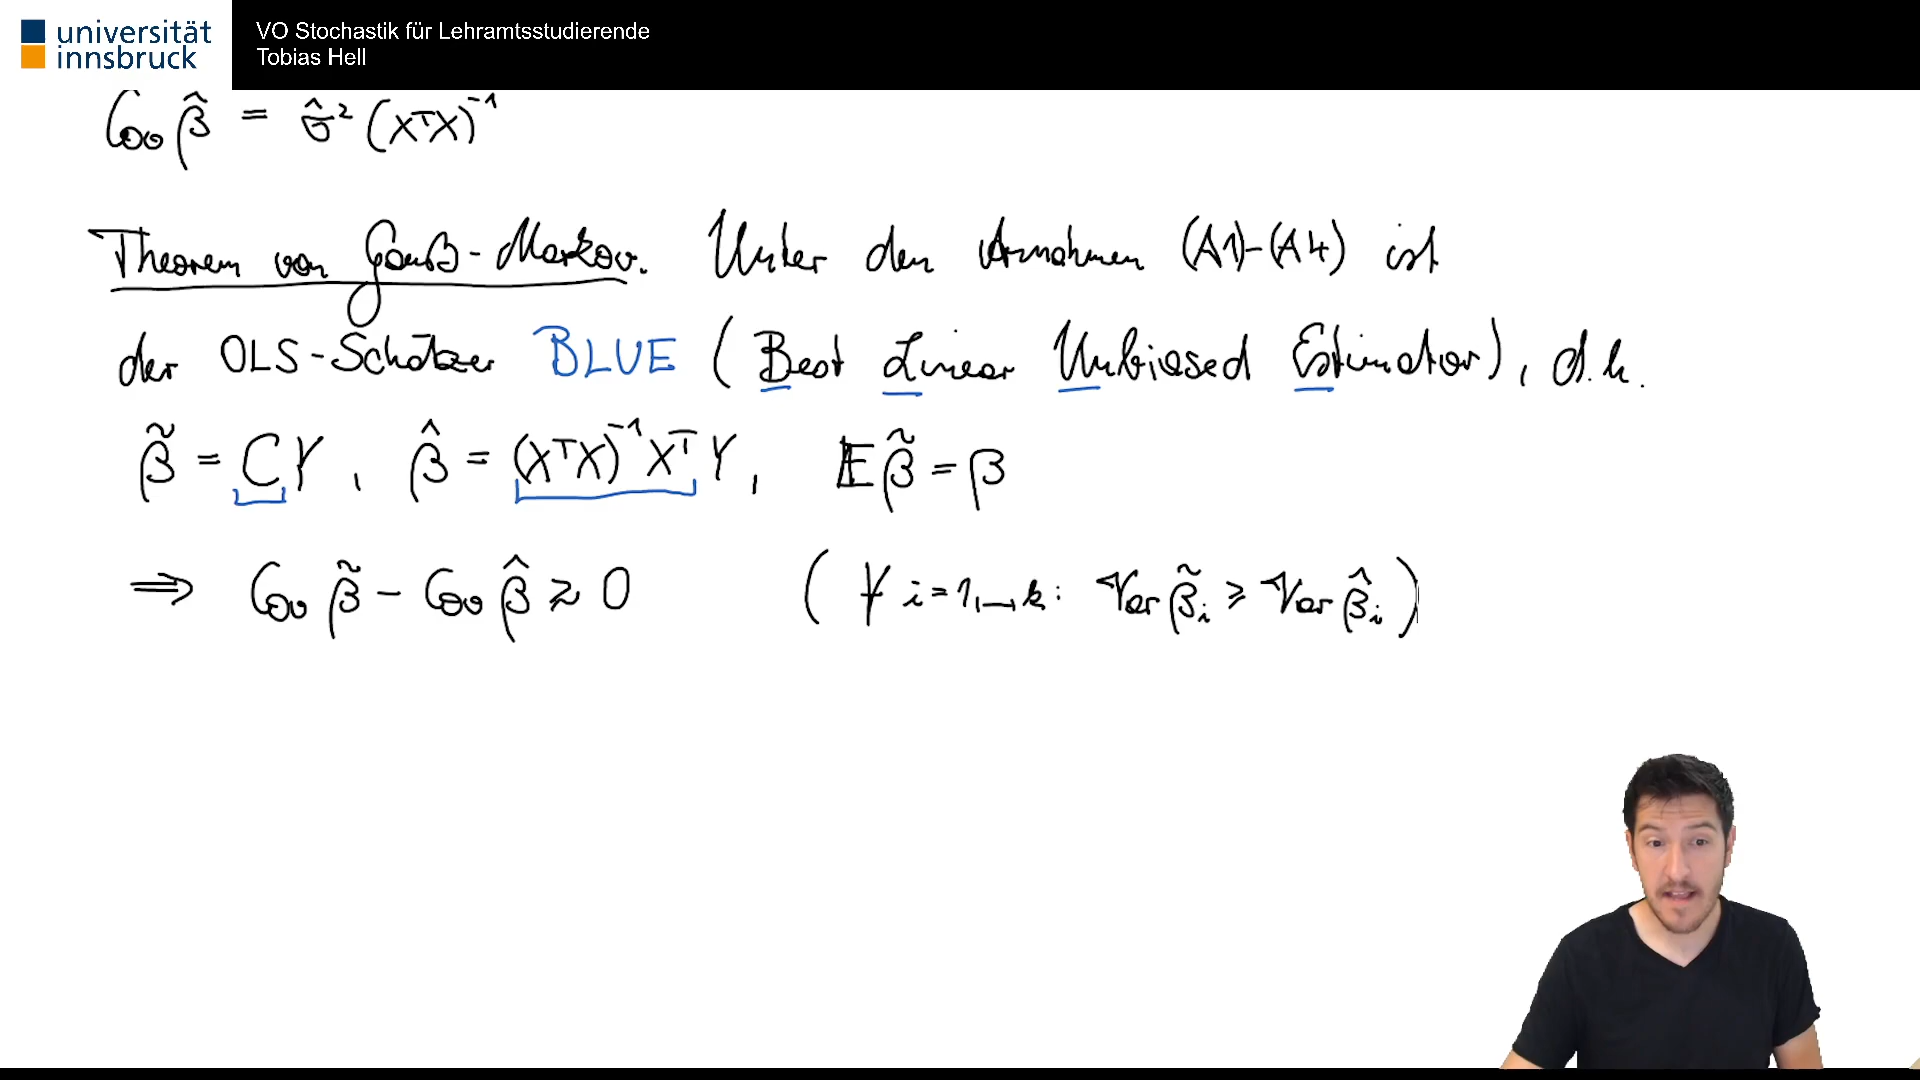 universität
innsbruck
VO Stochastik für Lehramtsstudierende
Tobias Hell
Cov β̂ = σ̂² (XᵀX)⁻¹
Theorem von Gauß-Markov. Unter den Annahmen (A1)-(A4) ist
der OLS-Schätzer BLUE (Best Linear Unbiased Estimator), d.h.
β̃ = CY, β̂ = (XᵀX)⁻¹XᵀY, 𝔼β̃ = β
⟹ Cov β̃ - Cov β̂ ≥ 0 (∀ i=1,…,k: Var β̃ᵢ ≥ Var β̂ᵢ)